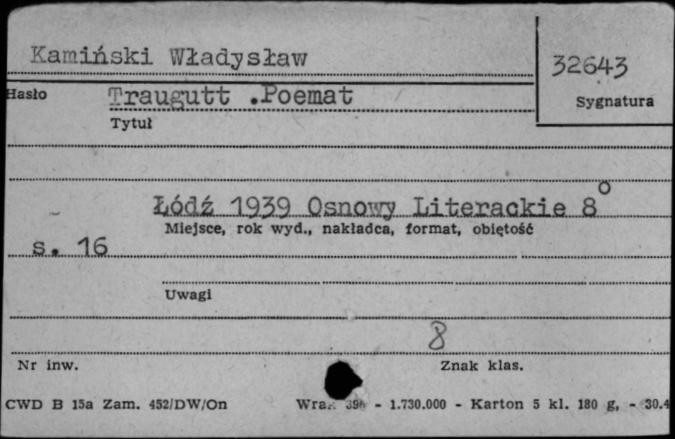 Kamiński Władysław
32643
Hasło
Traugutt .Poemat
Sygnatura
Tytuł
Łódź 1939 Osnowy Literackie 8°
Miejsce, rok wyd., nakładca, format, objętość
s. 16
Uwagi
8
Nr inw.
Znak klas.
CWD B 15a Zam. 452/DW/On - 1.730.000 - Karton 5 kl. 180 g, - 30.4